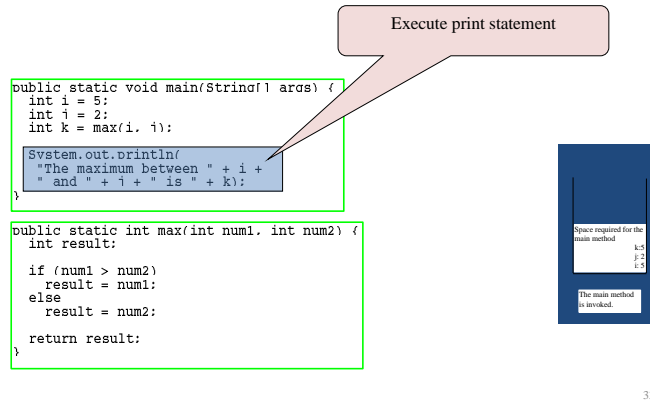 Execute print statement
public static void main(String[] args) {
int i = 5;
int j = 2;
int k = max(i, j);
System.out.println(
"The maximum between " + i +
" and " + j + " is " + k);
}
public static int max(int num1, int num2) {
int result;
if (num1 > num2)
result = num1;
else
result = num2;
return result;
}
Space required for the
main method
k:5
j: 2
i: 5
The main method
is invoked.
3